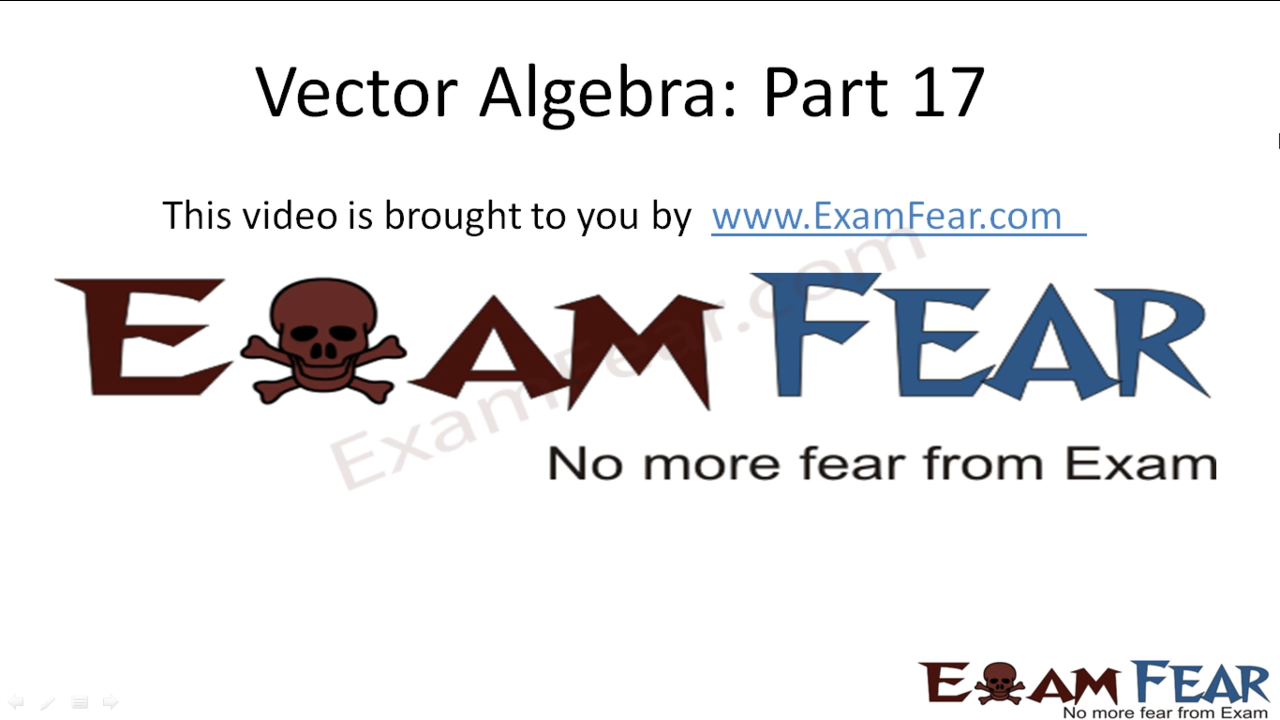 Vector Algebra: Part 17
This video is brought to you by www.ExamFear.com
ExamFear.com
EXAM FEAR
No more fear from Exam
EXAM FEAR
No more fear from Exam